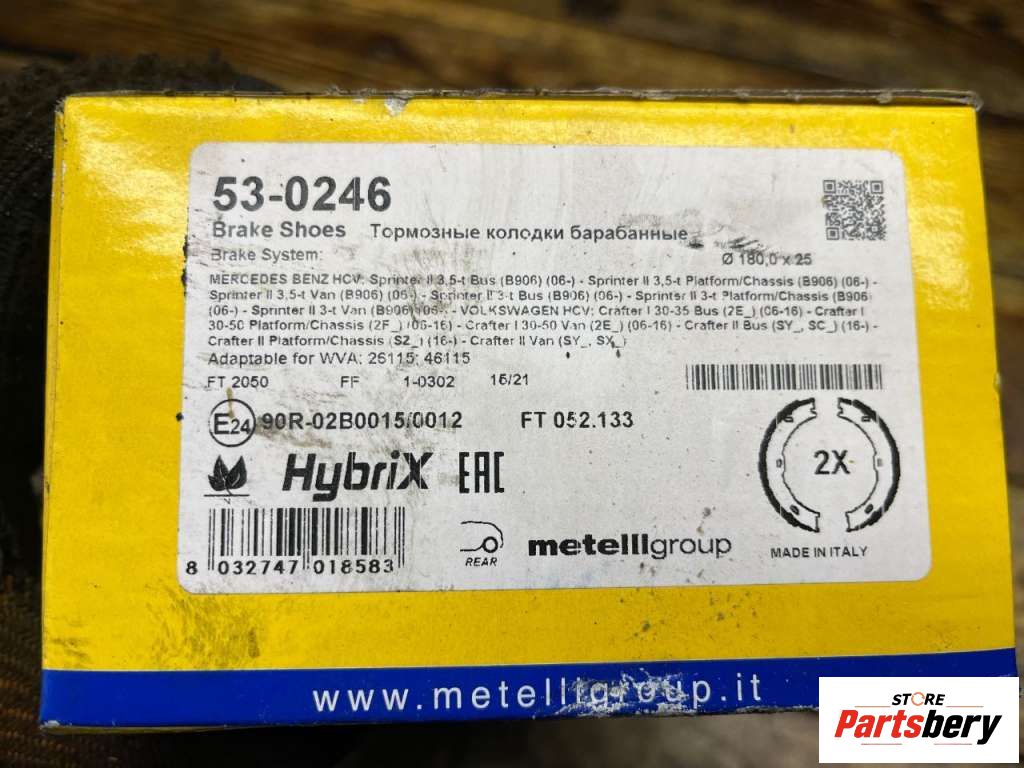 53-0246
Brake Shoes Тормозные колодки барабанные
Brake System: Ø 180,0 x 25
MERCEDES BENZ HCV: Sprinter II 3,5-t Bus (B906) (06-) - Sprinter II 3,5-t Platform/Chassis (B906) (06-) -
Sprinter II 3,5-t Van (B906) (06-) - Sprinter II 3-t Bus (B906) (06-) - Sprinter II 3-t Platform/Chassis (B906)
(06-) - Sprinter II 3-t Van (B906) (06-) - VOLKSWAGEN HCV: Crafter I 30-35 Bus (2E_) (06-16) - Crafter I
30-50 Platform/Chassis (2F_) (06-16) - Crafter I 30-50 Van (2E_) (06-16) - Crafter II Bus (SY_, SC_) (16-) -
Crafter II Platform/Chassis (SZ_) (16-) - Crafter II Van (SY_, SX_)
Adaptable for WVA: 26115; 46115
FT 2050 FF 1-0302 15/21
E24 90R-02B0015/0012 FT 052.133
HybriX EAC
2X
8 032747 018583
REAR
metelligroup
MADE IN ITALY
www.metelligroup.it
STORE
Partsbery